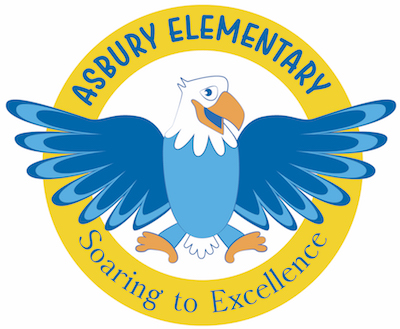 ASBURY ELEMENTARY
Soaring to Excellence